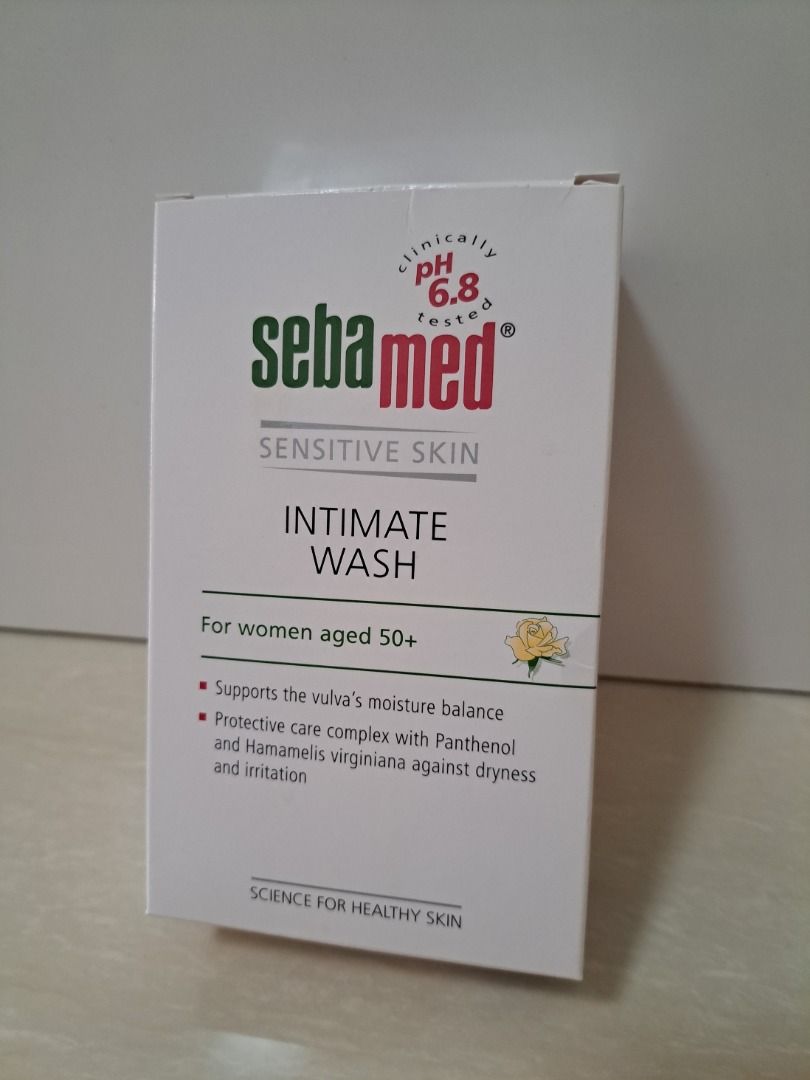 clinically
pH
6.8
tested
sebamed®
SENSITIVE SKIN
INTIMATE
WASH
For women aged 50+
Supports the vulva's moisture balance
Protective care complex with Panthenol
and Hamamelis virginiana against dryness
and irritation
SCIENCE FOR HEALTHY SKIN